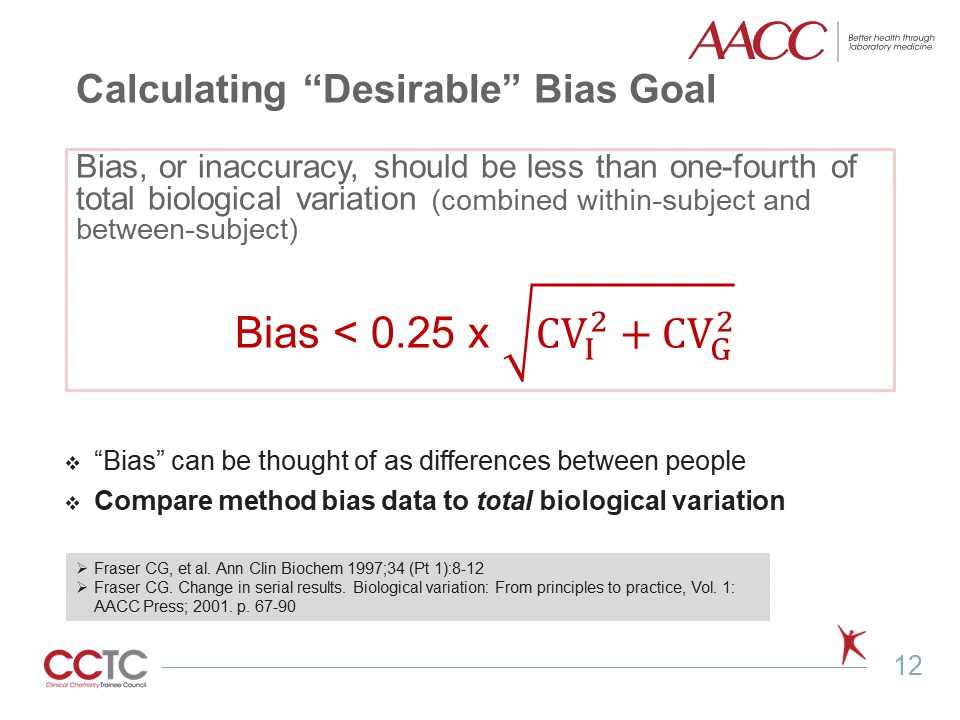 AACC
Better health through
laboratory medicine.
Calculating “Desirable” Bias Goal
Bias, or inaccuracy, should be less than one-fourth of
total biological variation (combined within-subject and
between-subject)
Bias < 0.25 x √(CV_I^2 + CV_G^2)
❖ “Bias” can be thought of as differences between people
❖ Compare method bias data to total biological variation
➢ Fraser CG, et al. Ann Clin Biochem 1997;34 (Pt 1):8-12
➢ Fraser CG. Change in serial results. Biological variation: From principles to practice, Vol. 1:
AACC Press; 2001. p. 67-90
CCTC
Clinical Chemistry Trainee Council
12